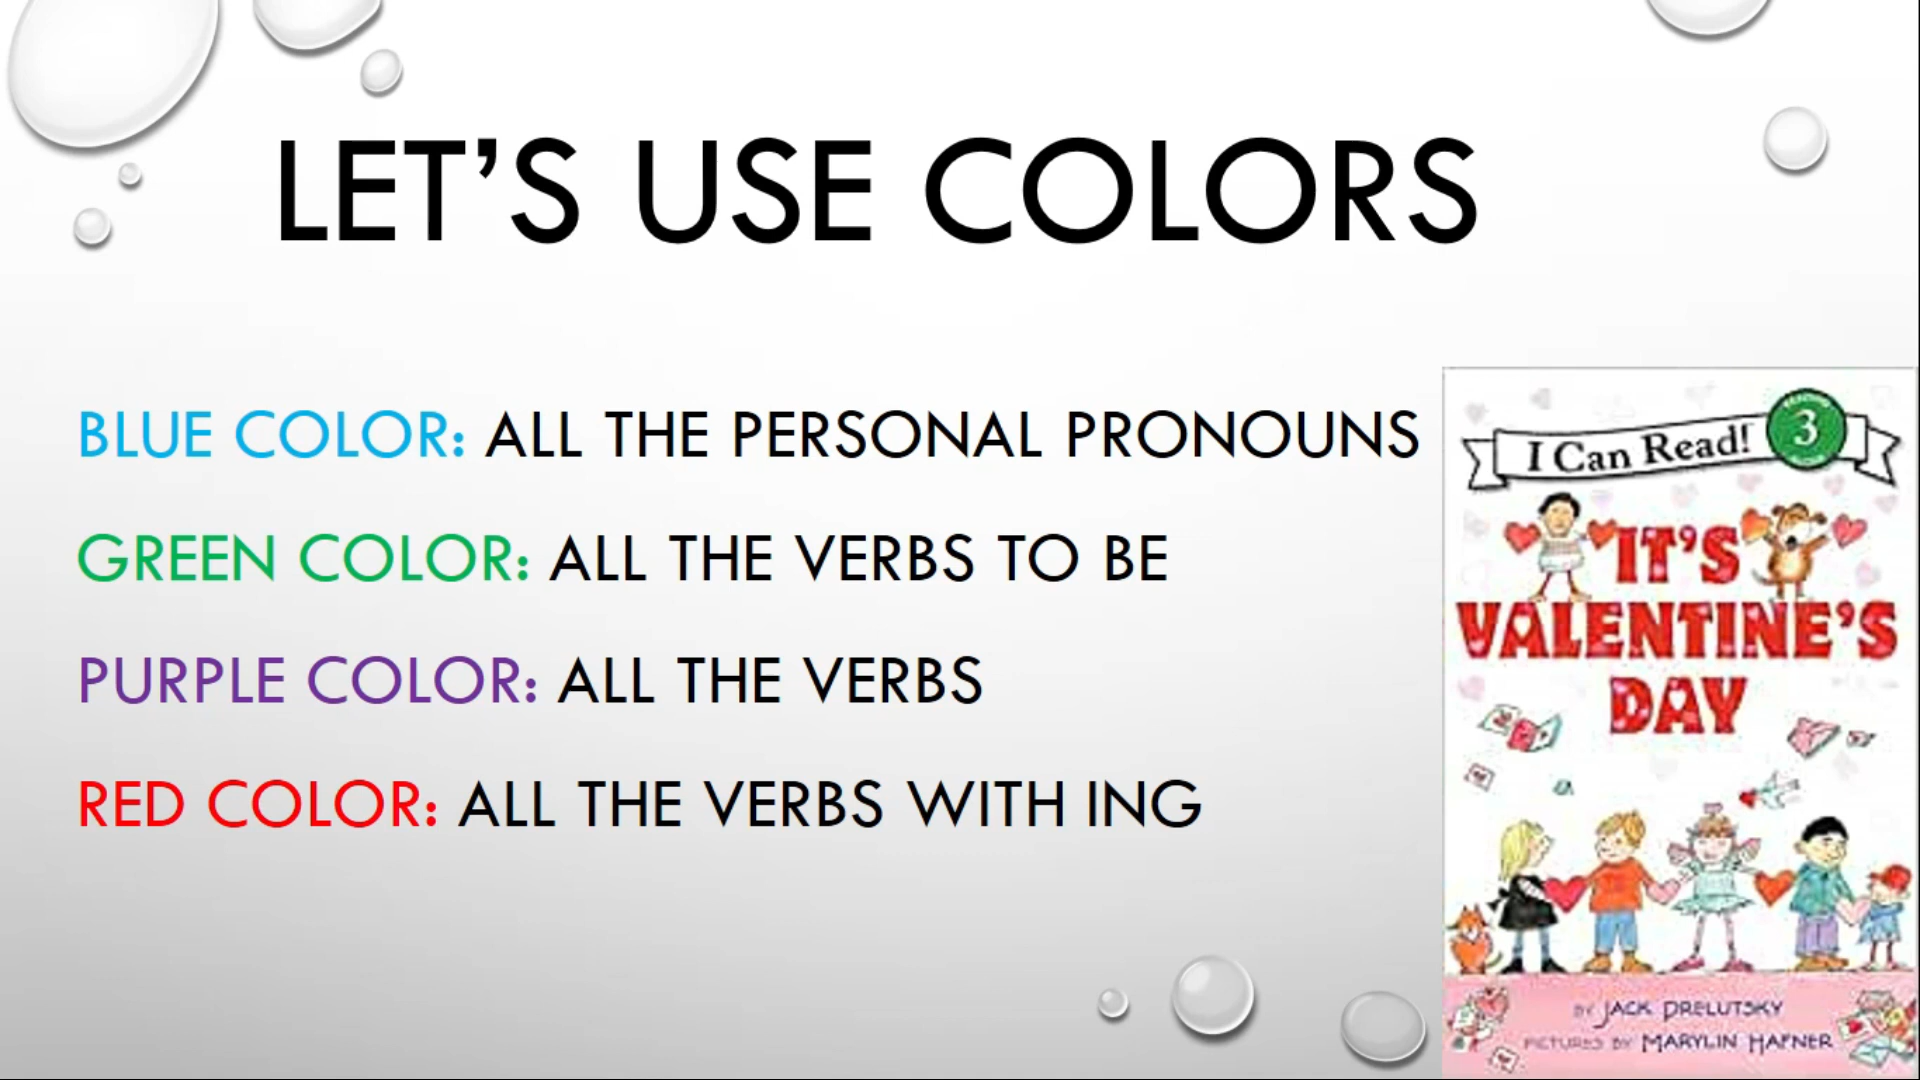 LET'S USE COLORS
BLUE COLOR: ALL THE PERSONAL PRONOUNS
GREEN COLOR: ALL THE VERBS TO BE
PURPLE COLOR: ALL THE VERBS
RED COLOR: ALL THE VERBS WITH ING
I Can Read! 3
IT'S
VALENTINE'S
DAY
BY JACK PRELUTSKY
PICTURES BY MARYLIN HAFNER